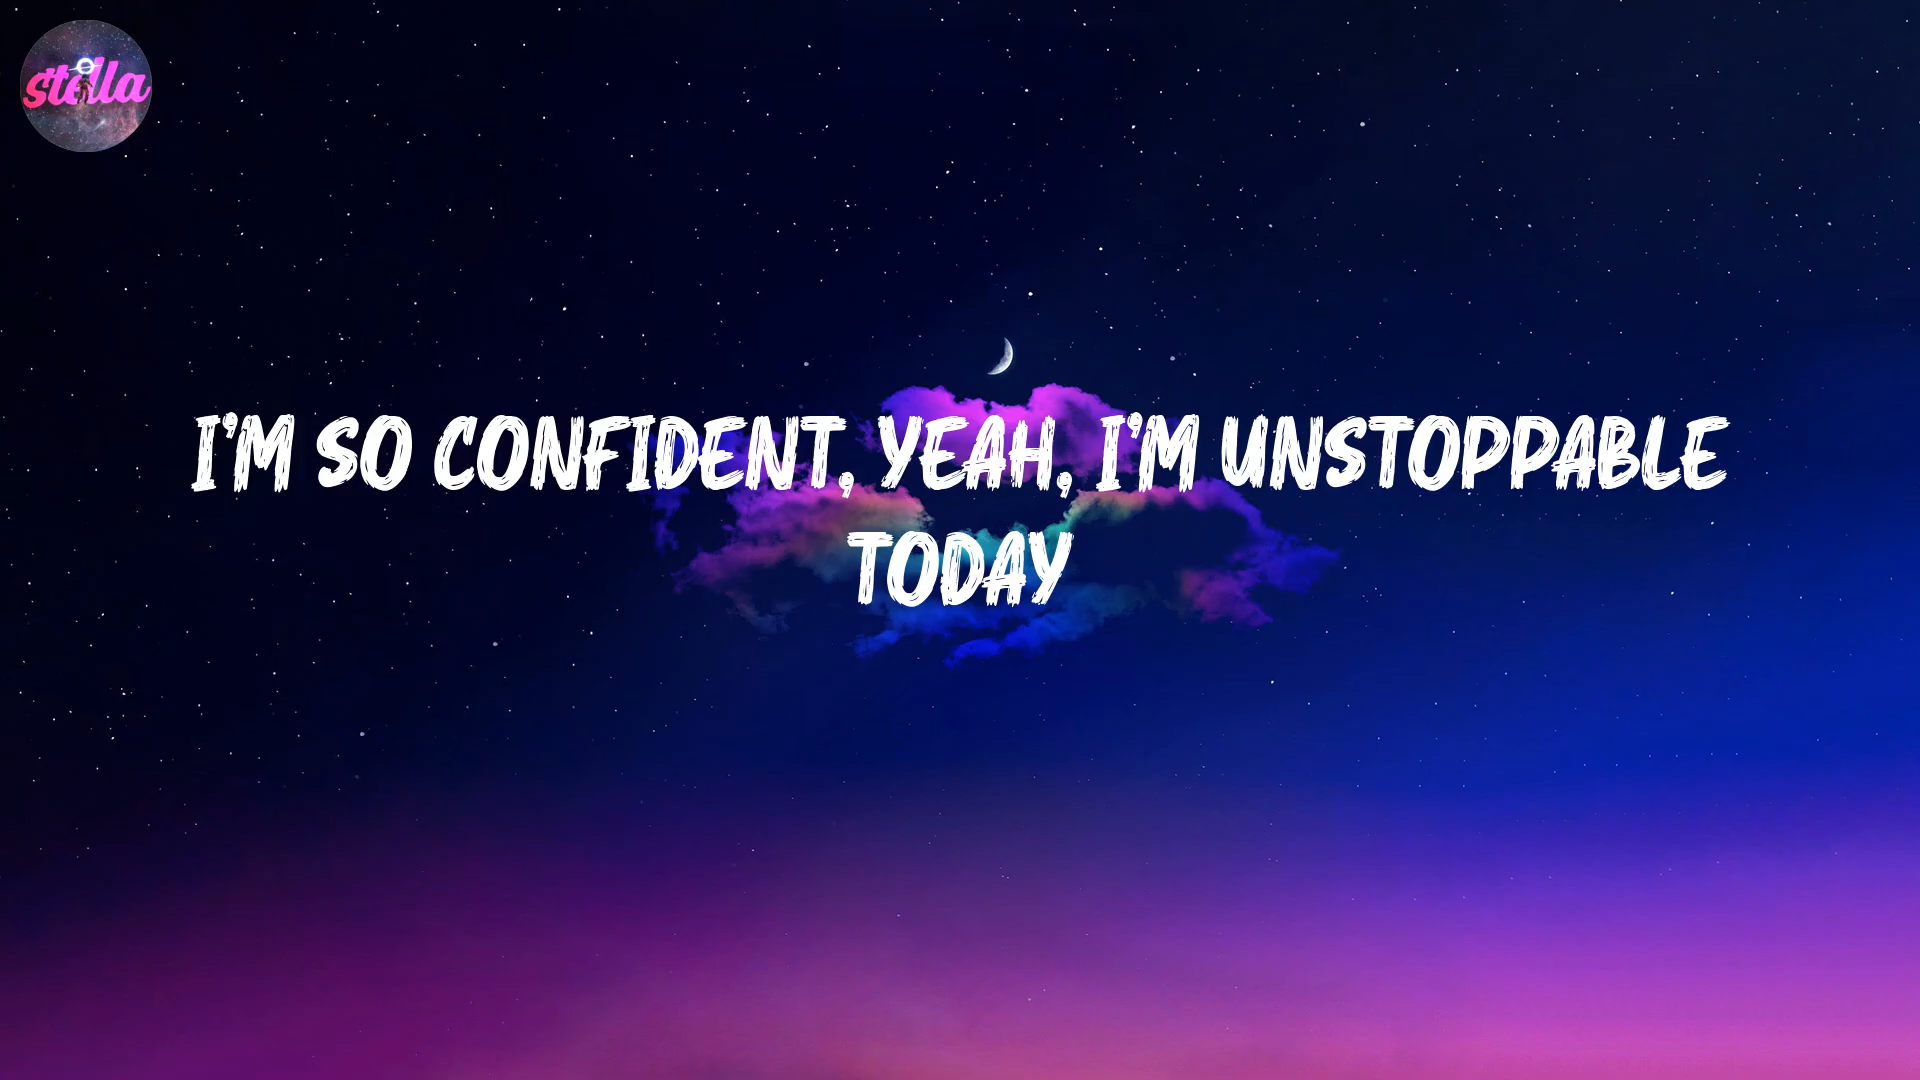 stella
I'M SO CONFIDENT, YEAH, I'M UNSTOPPABLE
TODAY